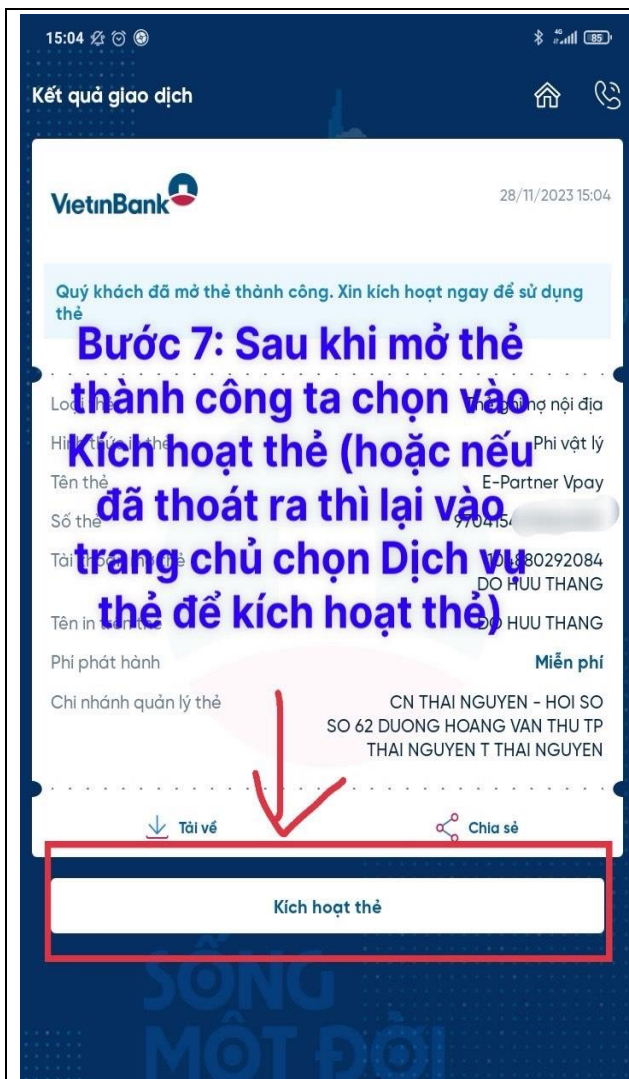 15:04
4G
85
Kết quả giao dịch
VietinBank
28/11/2023 15:04
Quý khách đã mở thẻ thành công. Xin kích hoạt ngay để sử dụng
thẻ
Bước 7: Sau khi mở thẻ
thành công ta chọn vào
Kích hoạt thẻ (hoặc nếu
đã thoát ra thì lại vào
trang chủ chọn Dịch vụ
thẻ để kích hoạt thẻ)
nợ nội địa
Phi vật lý
Tên thẻ
E-Partner Vpay
Số thẻ
DO HUU THANG
DO HUU THANG
Phí phát hành
Miễn phí
Chi nhánh quản lý thẻ
CN THAI NGUYEN - HOI SO
SO 62 DUONG HOANG VAN THU TP
THAI NGUYEN T THAI NGUYEN
Tải về
Chia sẻ
Kích hoạt thẻ
SỐNG
MỘT ĐỜI